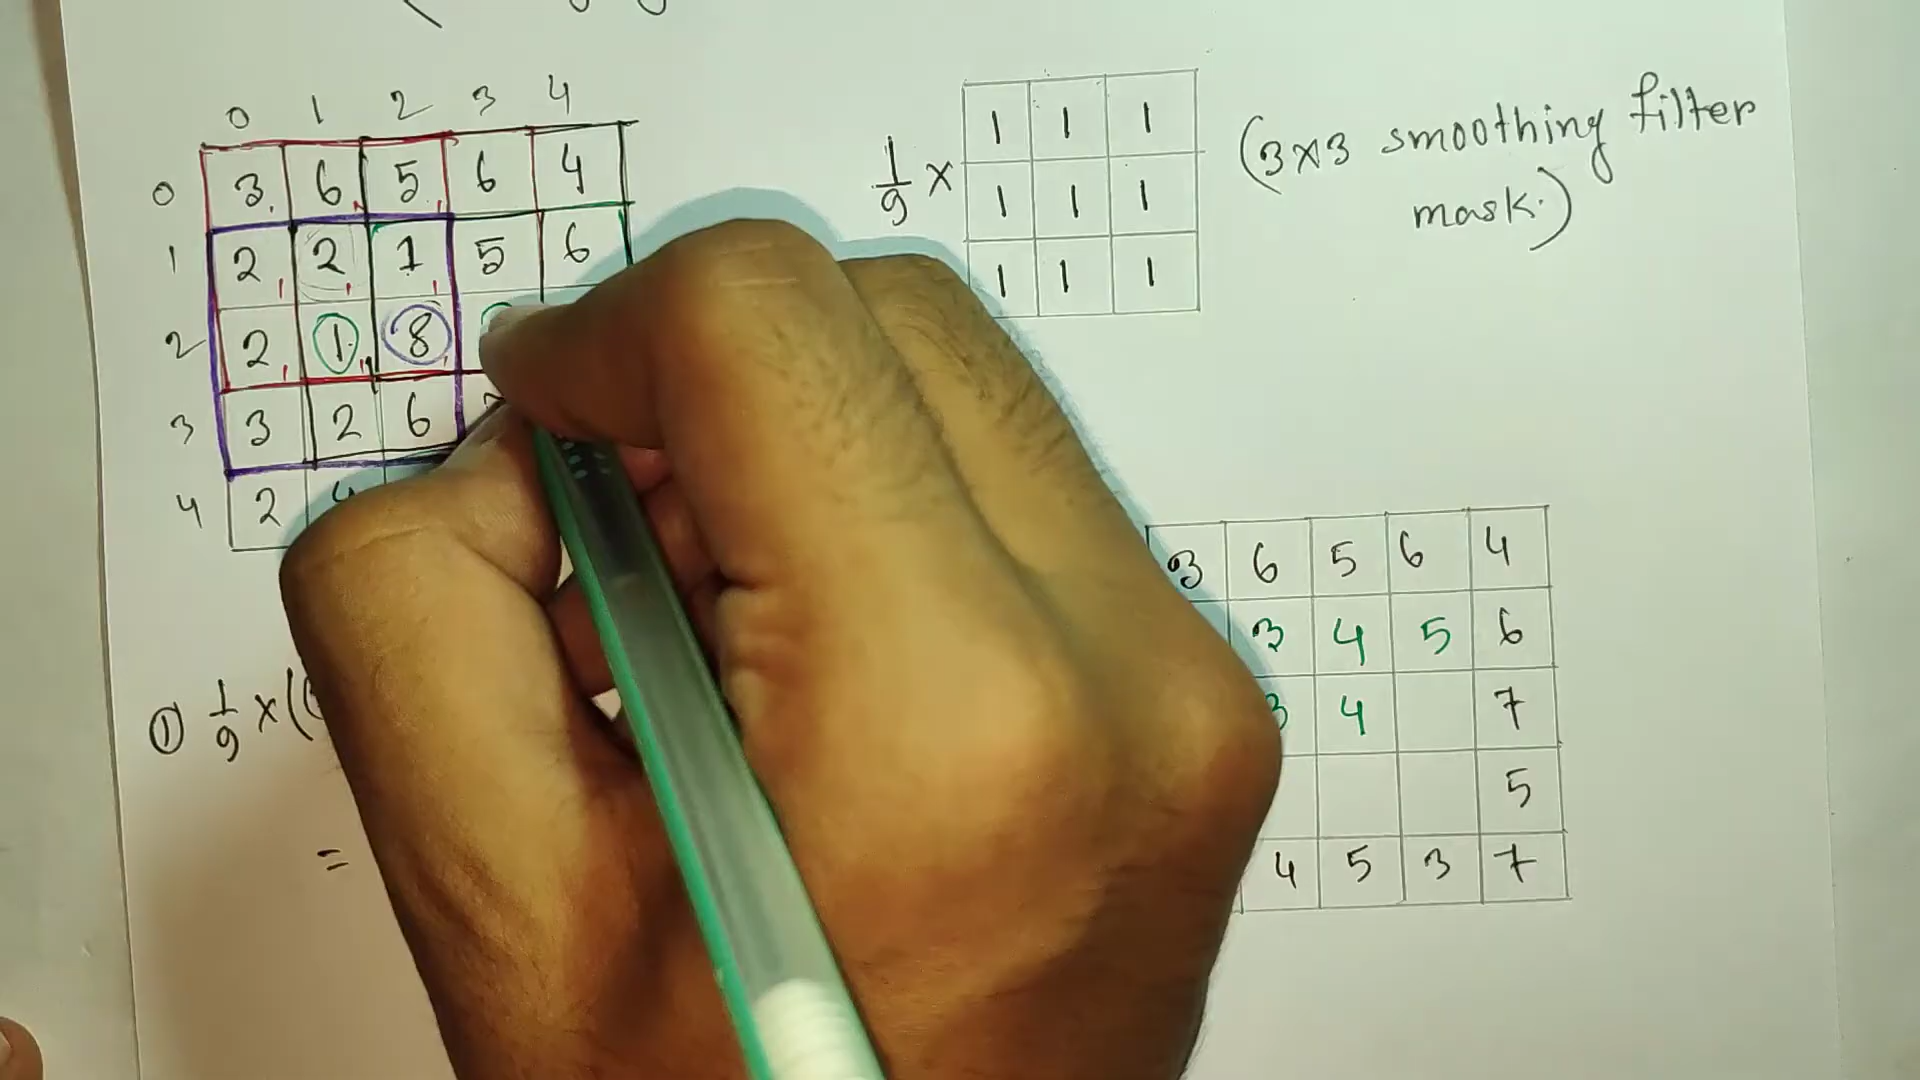 0 1 2 3 4
0 3 6 5 6 4
1 2 2 1 5 6
2 2 1 8
3 3 2 6
4 2
1/9 × 1 1 1
1 1 1
1 1 1
(3×3 smoothing filter
mask.)
3 6 5 6 4
3 4 5 6
3 4 7
5
4 5 3 7
① 1/9 × (
=